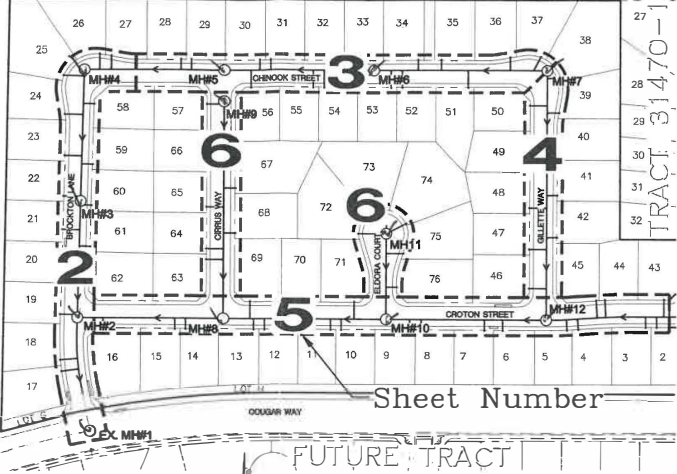 26 27 28 29 30 31 32 33 34 35 36 37
27
25 38
TRACT 31470-1
MH#4 MH#5 3 MH#6 MH#7
CHINOOK STREET
24 39 28
58 57 MH#9 56 55 54 53 52 51 50
29
23 59 66 6 67 73 49 4 40 30
22 60 65 74 48 41 31
MH#3
BROCKTON LANE
CIRRUS WAY
GILLETTE WAY
21 61 64 68 72 6 75 47 42 32
MH11
ELDORA COURT
20 2 62 63 69 70 71 76 46 45 44 43
19
MH#2 MH#8 5 MH#10 CROTON STREET MH#12
18
16 15 14 13 12 11 10 9 8 7 6 5 4 3 2
17
LOT G LOT H
Sheet Number
COUGAR WAY
EX. MH#1
FUTURE TRACT